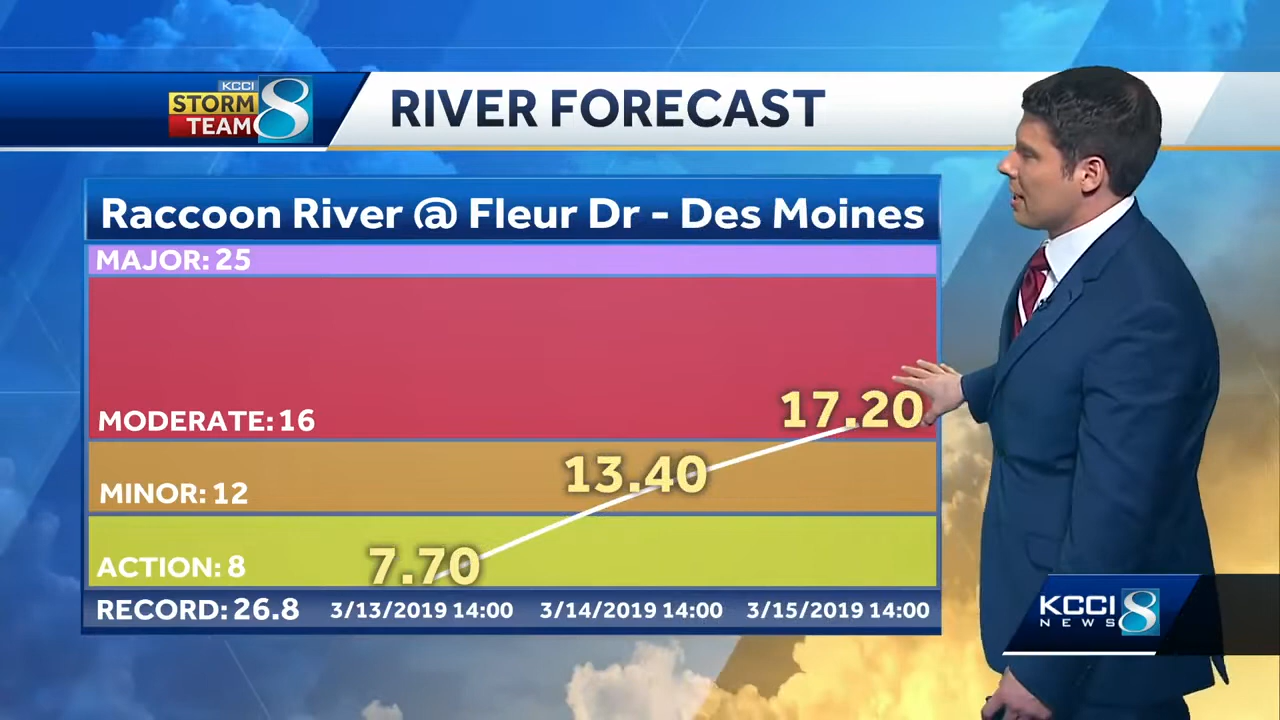 KCCI
STORM
TEAM 8
RIVER FORECAST
Raccoon River @ Fleur Dr - Des Moines
MAJOR: 25
MODERATE: 16
17.20
MINOR: 12
13.40
ACTION: 8
7.70
RECORD: 26.8
3/13/2019 14:00
3/14/2019 14:00
3/15/2019 14:00
KCCI 8
NEWS